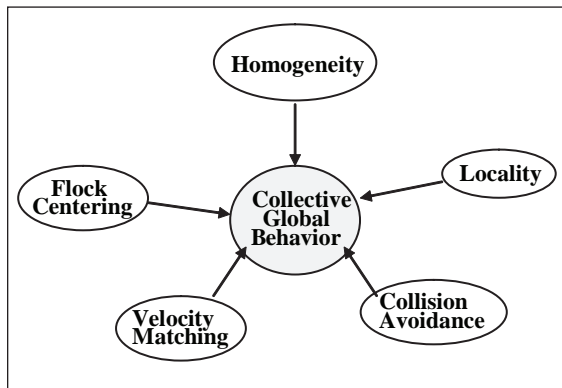 Homogeneity
Locality
Flock
Centering
Collective
Global
Behavior
Velocity
Matching
Collision
Avoidance